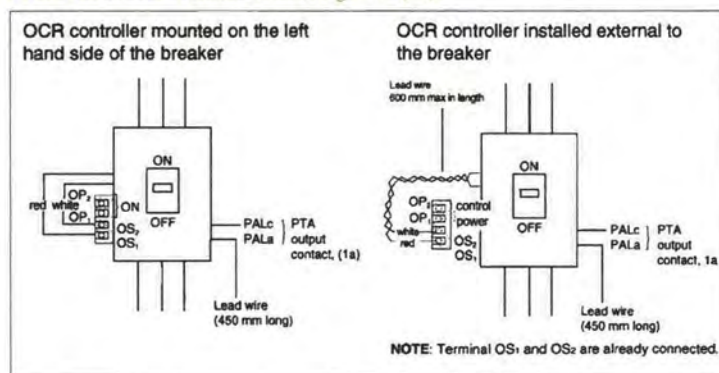 OCR controller mounted on the left
hand side of the breaker
ON
OP₂
red white
OP₁
ON
OS₂
OS₁
OFF
PALc
PALa
PTA
output
contact, (1a)
Lead wire
(450 mm long)
OCR controller installed external to
the breaker
Lead wire
600 mm max in length
ON
OP₂
OP₁
control
power
white
red
OS₂
OS₁
OFF
PALc
PALa
PTA
output
contact, 1a
Lead wire
(450 mm long)
NOTE: Terminal OS₁ and OS₂ are already connected.